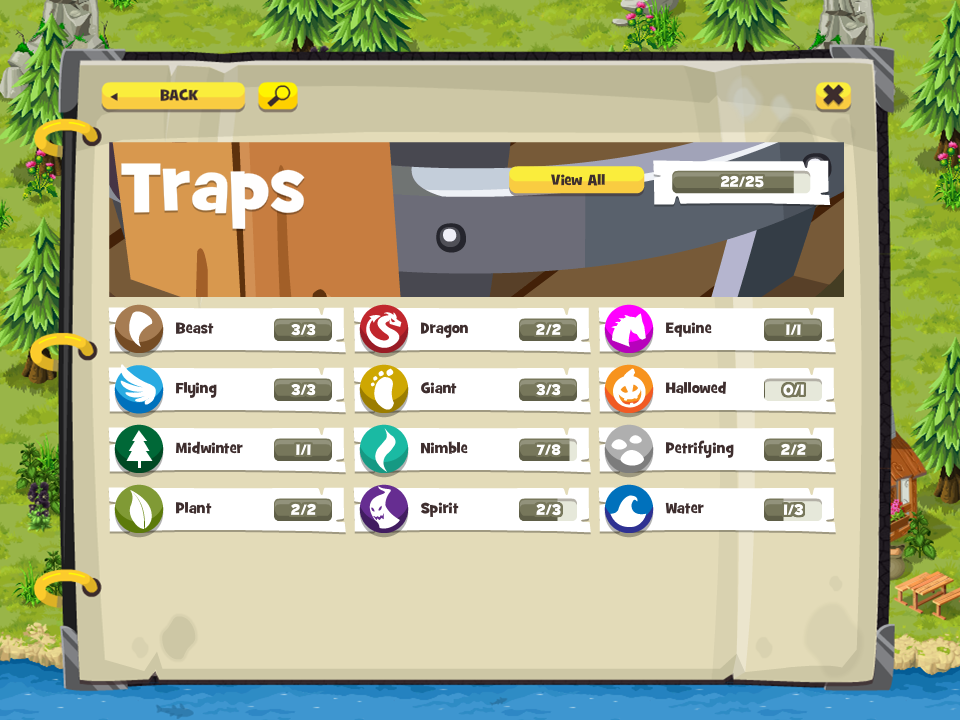 BACK
Traps
View All
22/25
Beast 3/3
Dragon 2/2
Equine 1/1
Flying 3/3
Giant 3/3
Hallowed 0/1
Midwinter 1/1
Nimble 7/8
Petrifying 2/2
Plant 2/2
Spirit 2/3
Water 1/3